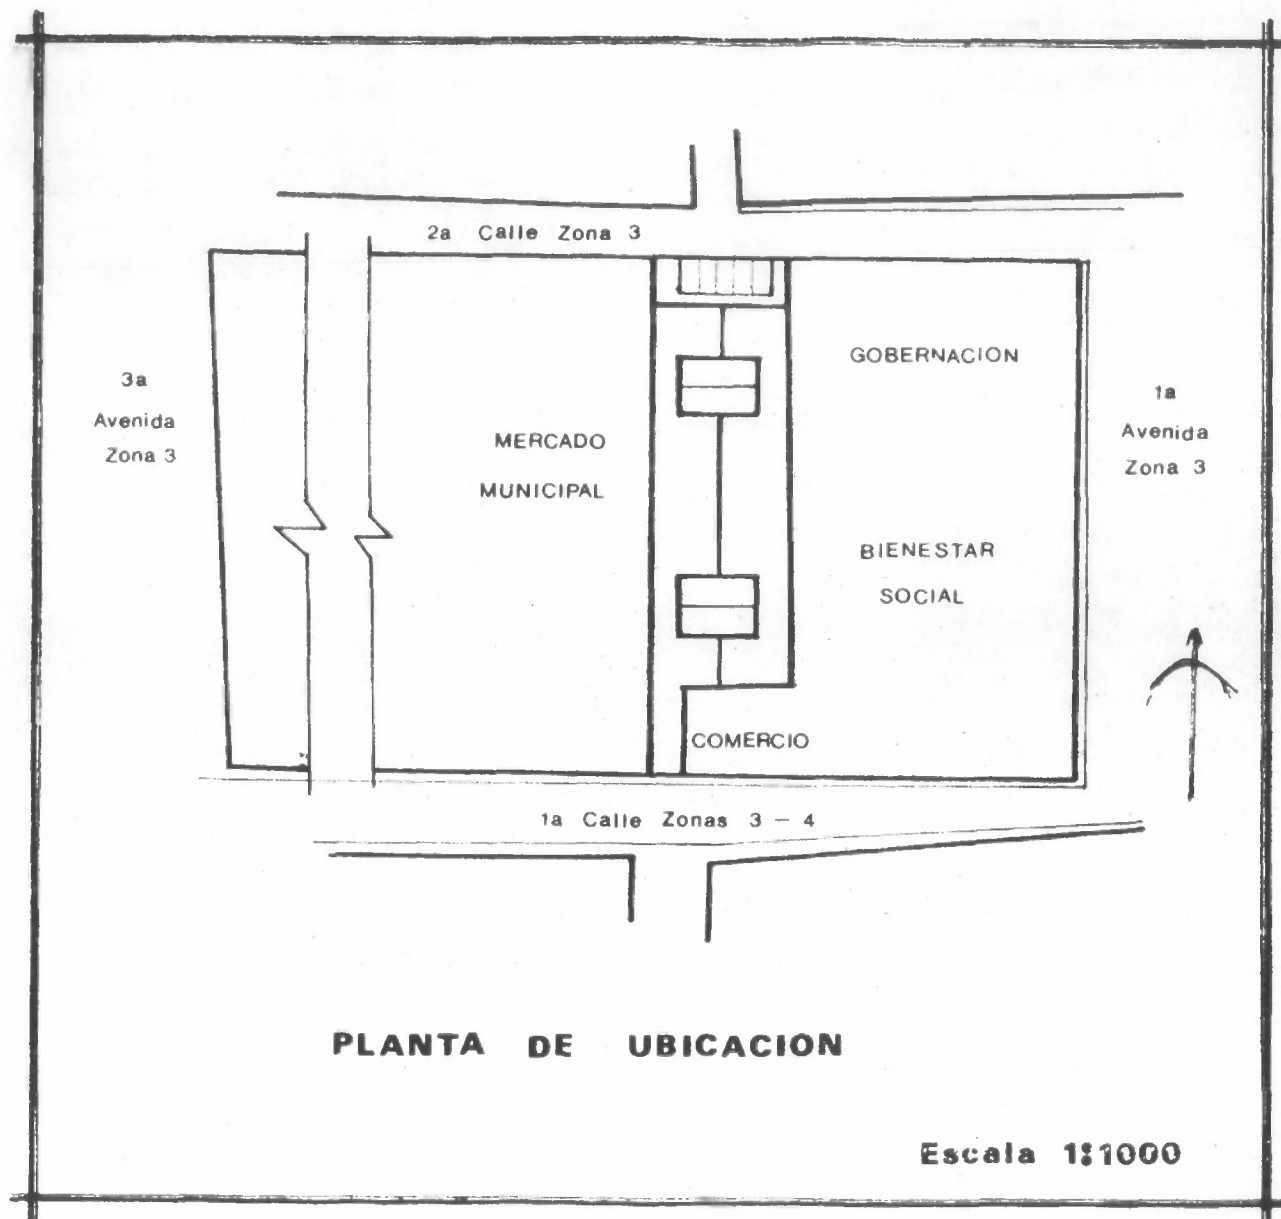 2a Calle Zona 3
GOBERNACION
3a
Avenida
Zona 3
1a
Avenida
Zona 3
MERCADO
MUNICIPAL
BIENESTAR
SOCIAL
COMERCIO
1a Calle Zonas 3 - 4
PLANTA DE UBICACION
Escala 1:1000